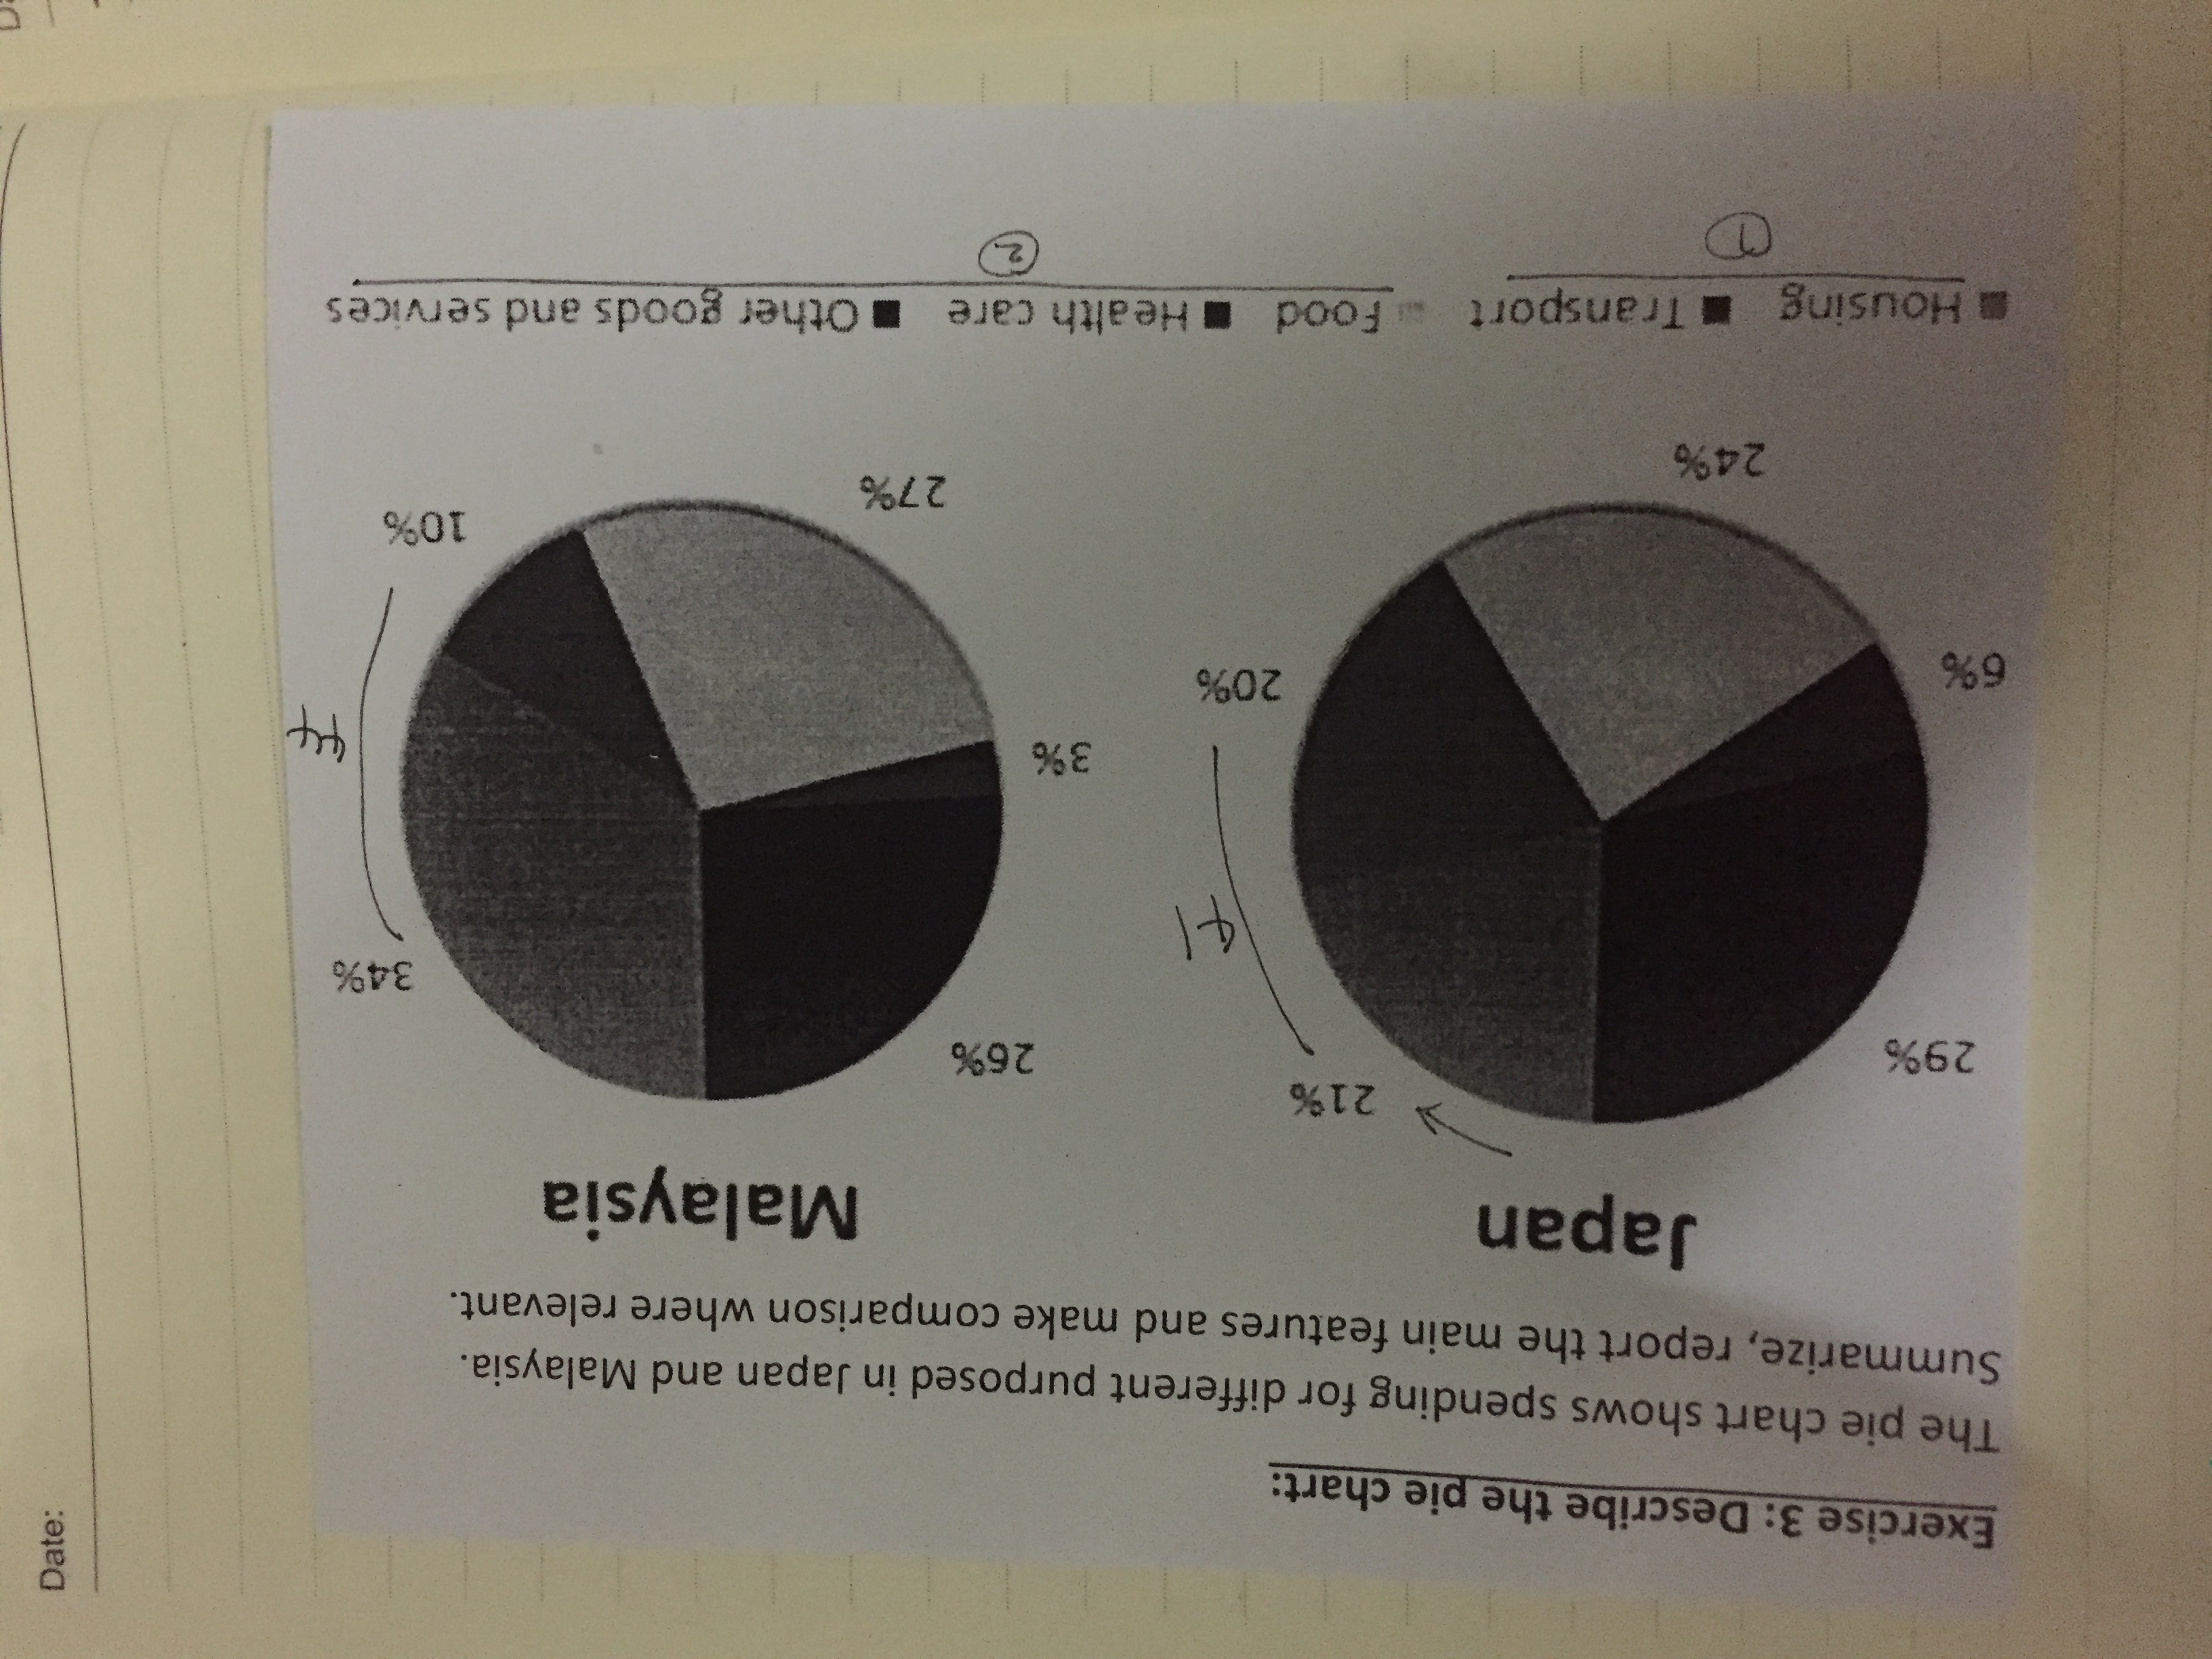 Date:
Exercise 3: Describe the pie chart:
The pie chart shows spending for different purposed in Japan and Malaysia.
Summarize, report the main features and make comparison where relevant.
Japan
Malaysia
21%
41
20%
24%
6%
29%
34%
44
10%
27%
3%
26%
Housing Transport Food Health care Other goods and services
1 2